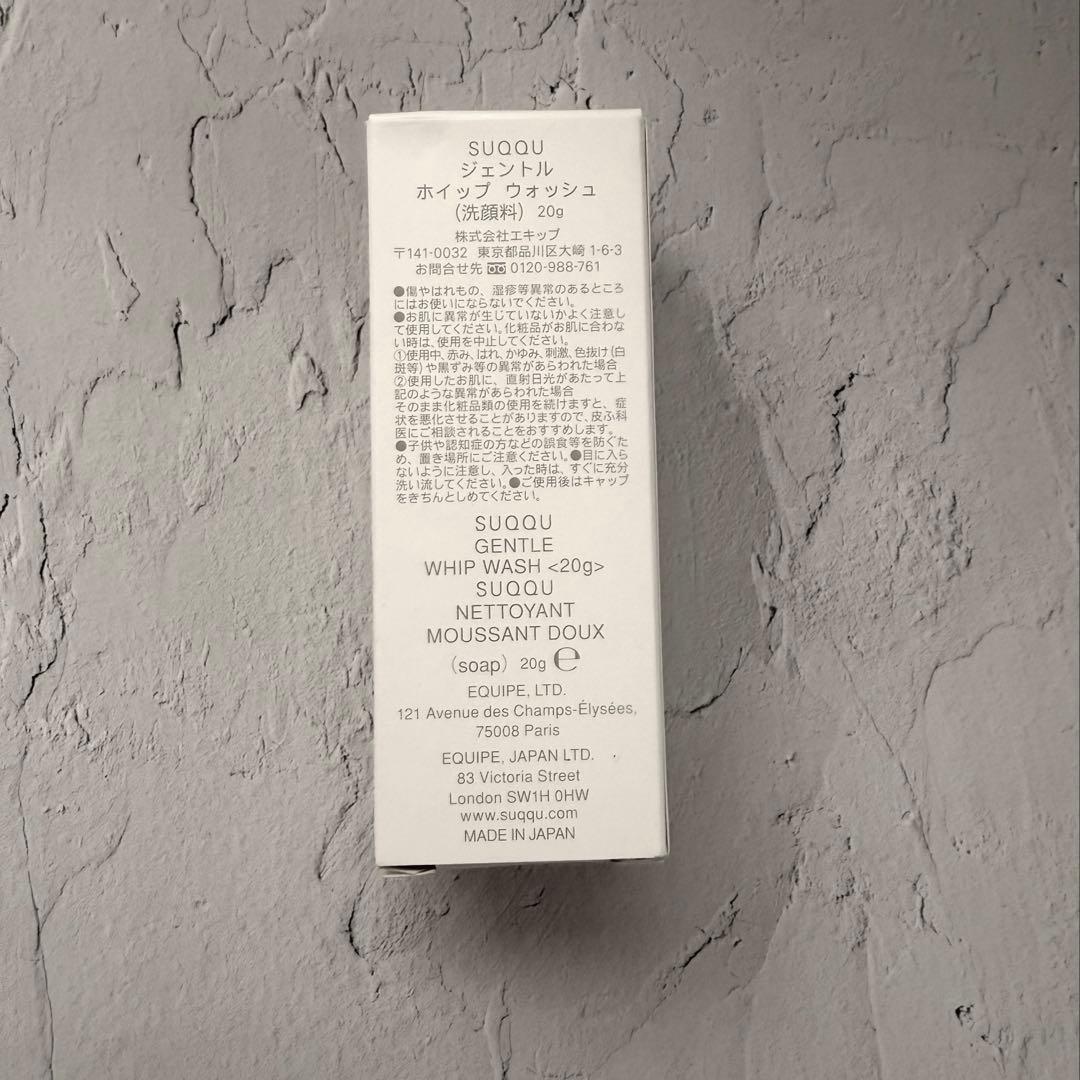 SUQQU
ジェントル
ホイップ ウォッシュ
(洗顔料) 20g
株式会社エキップ
〒141-0032 東京都品川区大崎 1-6-3
お問合せ先 0120-988-761
●傷やはれもの、湿疹等異常のあるところ
にはお使いにならないでください。
●お肌に異常が生じていないかよく注意し
て使用してください。化粧品がお肌に合わな
い時は、使用を中止してください。
①使用中、赤み、はれ、かゆみ、刺激、色抜け(白
斑等)や黒ずみ等の異常があらわれた場合
②使用したお肌に、直射日光があたって上
記のような異常があらわれた場合
そのまま化粧品類の使用を続けますと、症
状を悪化させることがありますので、皮ふ科
医にご相談されることをおすすめします。
●子供や認知症の方などの誤食等を防ぐた
め、置き場所にご注意ください。●目に入ら
ないように注意し、入った時は、すぐに充分
洗い流してください。●ご使用後はキャップ
をきちんとしめてください。
SUQQU
GENTLE
WHIP WASH <20g>
SUQQU
NETTOYANT
MOUSSANT DOUX
(soap) 20g ℮
EQUIPE, LTD.
121 Avenue des Champs-Élysées,
75008 Paris
EQUIPE, JAPAN LTD.
83 Victoria Street
London SW1H 0HW
www.suqqu.com
MADE IN JAPAN